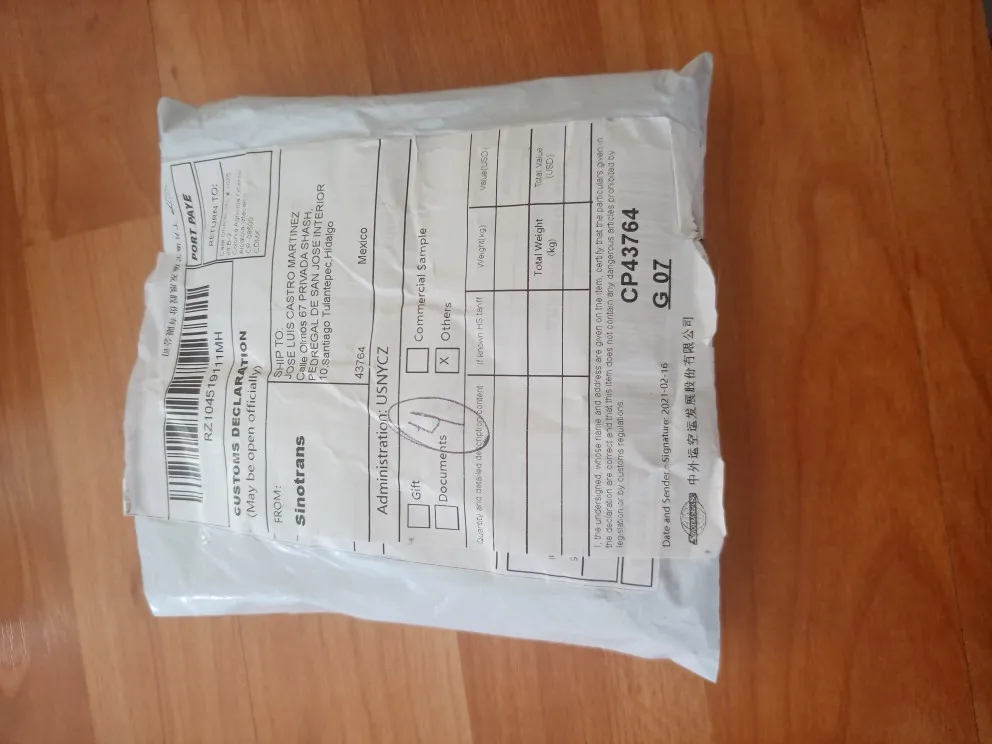 PORT PAYE
RETURN TO:
CDMX
RZ104519111MH
CUSTOMS DECLARATION
(May be open officially)
FROM:
Sinotrans
SHIP TO
JOSE LUIS CASTRO MARTINEZ
Calle Olmos 67 PRIVADA SHASH,
PEDREGAL DE SAN JOSE INTERIOR
10,Santiago Tulantepec,Hidalgo
43764 Mexico
Administration: USNYCZ
4
Gift
Commercial Sample
Documents
X Others
Quantity and detailed description content
If known HS tariff
Weight(kg)
Value(USD)
Total Weight
(kg)
Total Value
(USD)
I, the undersigned, whose name and address are given on the item, certify that the particulars given in
the declaration are correct and that this item does not contain any dangerous articles prohibited by
legislation or by customs regulations
CP43764
G 07
Date and Sender Signature: 2021-02-16
中外运空运发展股份有限公司